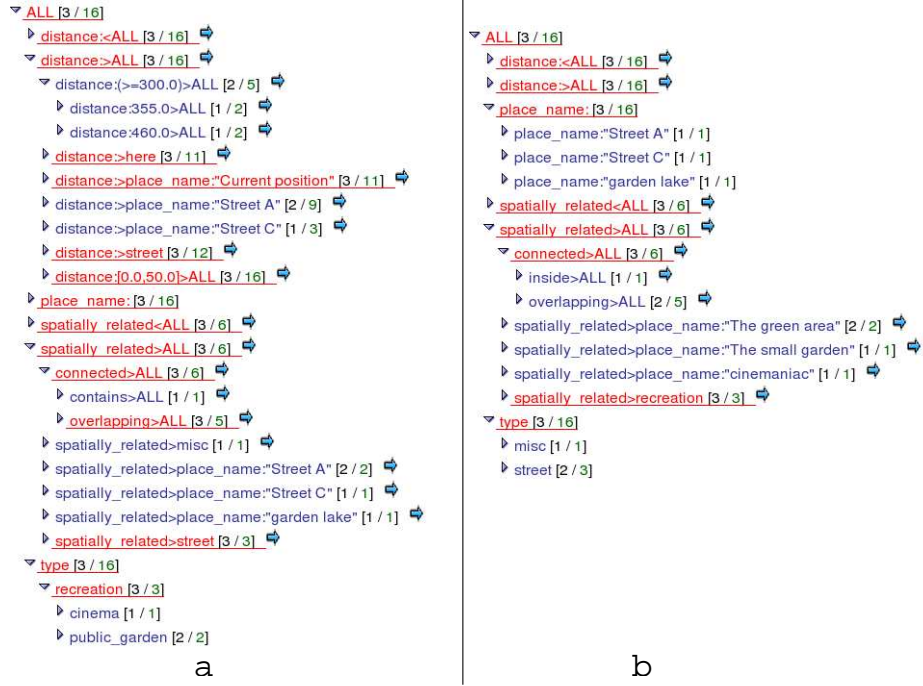 ALL [3 / 16]
distance:<ALL [3 / 16]
distance:>ALL [3 / 16]
distance:(>=300.0)>ALL [2 / 5]
distance:355.0>ALL [1 / 2]
distance:460.0>ALL [1 / 2]
distance:>here [3 / 11]
distance:>place_name:"Current position" [3 / 11]
distance:>place_name:"Street A" [2 / 9]
distance:>place_name:"Street C" [1 / 3]
distance:>street [3 / 12]
distance:[0.0,50.0]>ALL [3 / 16]
place_name: [3 / 16]
spatially_related<ALL [3 / 6]
spatially_related>ALL [3 / 6]
connected>ALL [3 / 6]
contains>ALL [1 / 1]
overlapping>ALL [3 / 5]
spatially_related>misc [1 / 1]
spatially_related>place_name:"Street A" [2 / 2]
spatially_related>place_name:"Street C" [1 / 1]
spatially_related>place_name:"garden lake" [1 / 1]
spatially_related>street [3 / 3]
type [3 / 16]
recreation [3 / 3]
cinema [1 / 1]
public_garden [2 / 2]
a
ALL [3 / 16]
distance:<ALL [3 / 16]
distance:>ALL [3 / 16]
place_name: [3 / 16]
place_name:"Street A" [1 / 1]
place_name:"Street C" [1 / 1]
place_name:"garden lake" [1 / 1]
spatially_related<ALL [3 / 6]
spatially_related>ALL [3 / 6]
connected>ALL [3 / 6]
inside>ALL [1 / 1]
overlapping>ALL [2 / 5]
spatially_related>place_name:"The green area" [2 / 2]
spatially_related>place_name:"The small garden" [1 / 1]
spatially_related>place_name:"cinemaniac" [1 / 1]
spatially_related>recreation [3 / 3]
type [3 / 16]
misc [1 / 1]
street [2 / 3]
b